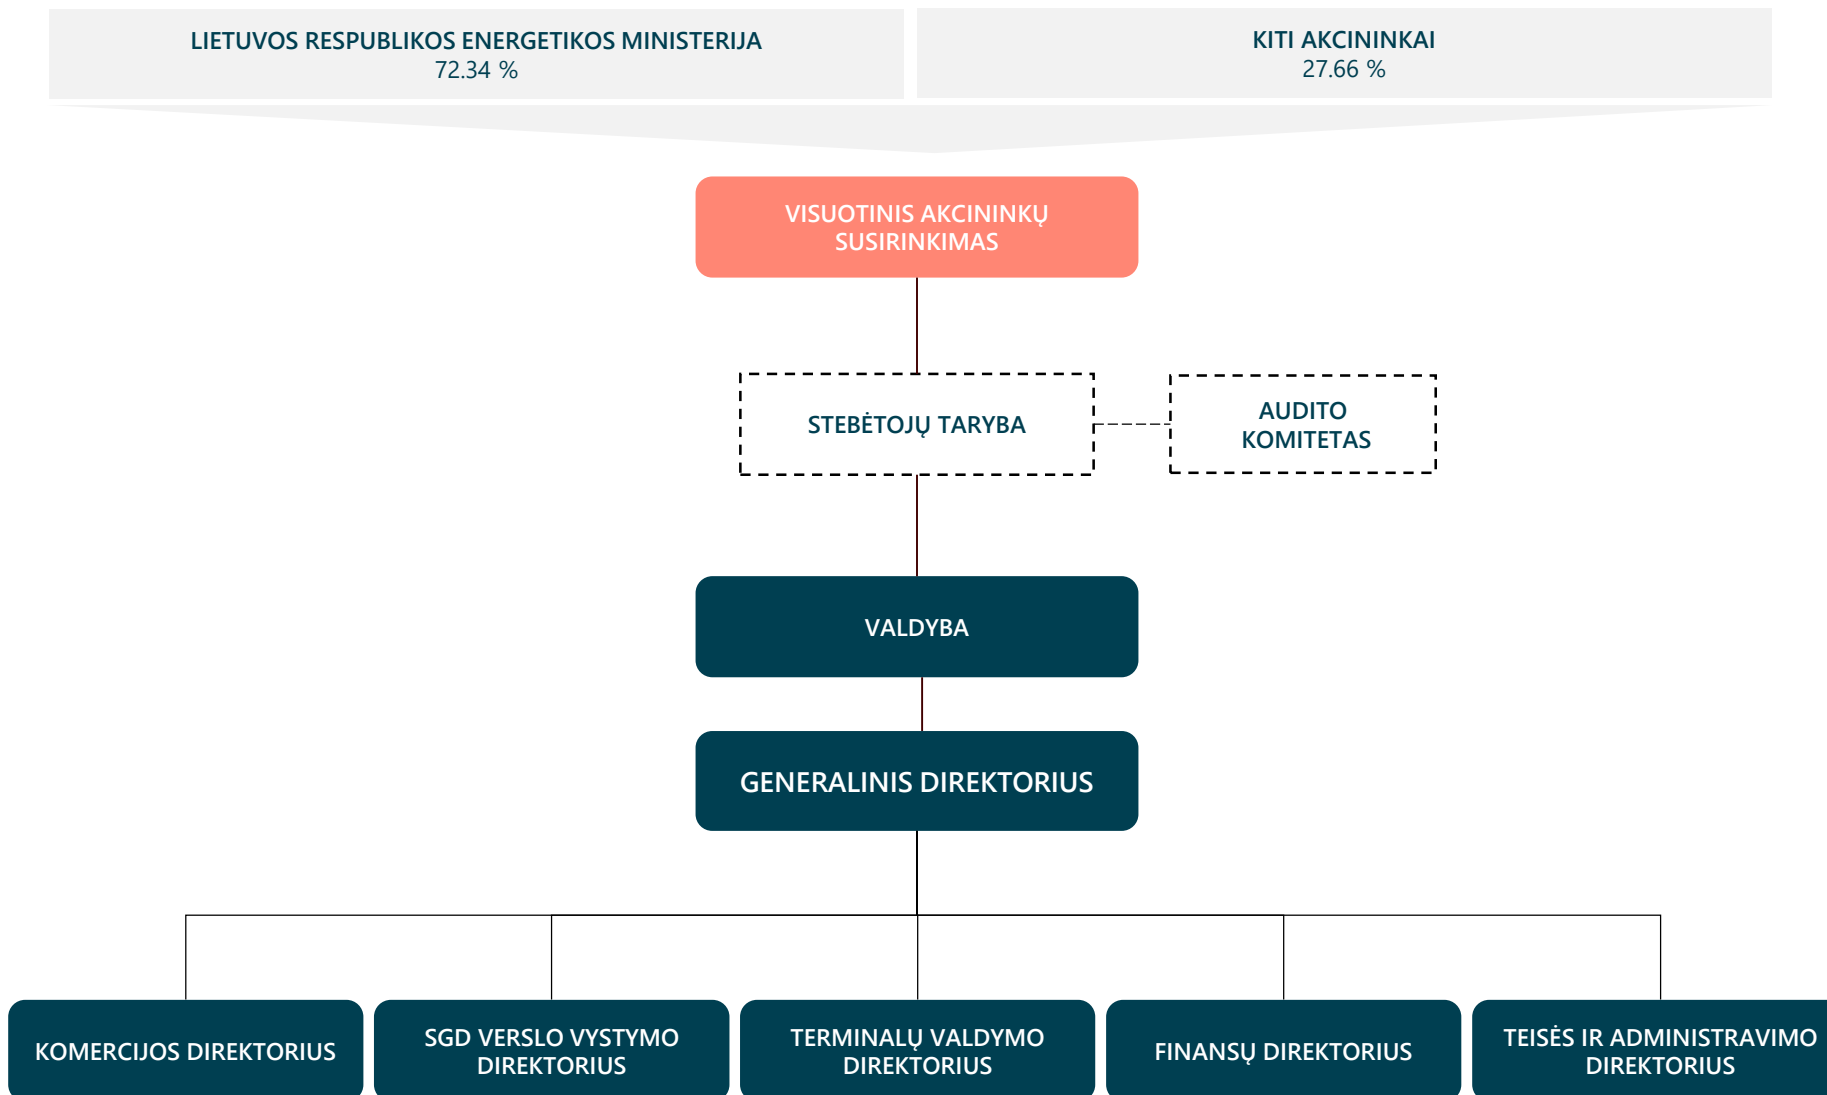 LIETUVOS RESPUBLIKOS ENERGETIKOS MINISTERIJA
72.34 %
KITI AKCININKAI
27.66 %
VISUOTINIS AKCININKŲ
SUSIRINKIMAS
STEBĖTOJŲ TARYBA
AUDITO
KOMITETAS
VALDYBA
GENERALINIS DIREKTORIUS
KOMERCIJOS DIREKTORIUS
SGD VERSLO VYSTYMO
DIREKTORIUS
TERMINALŲ VALDYMO
DIREKTORIUS
FINANSŲ DIREKTORIUS
TEISĖS IR ADMINISTRAVIMO
DIREKTORIUS